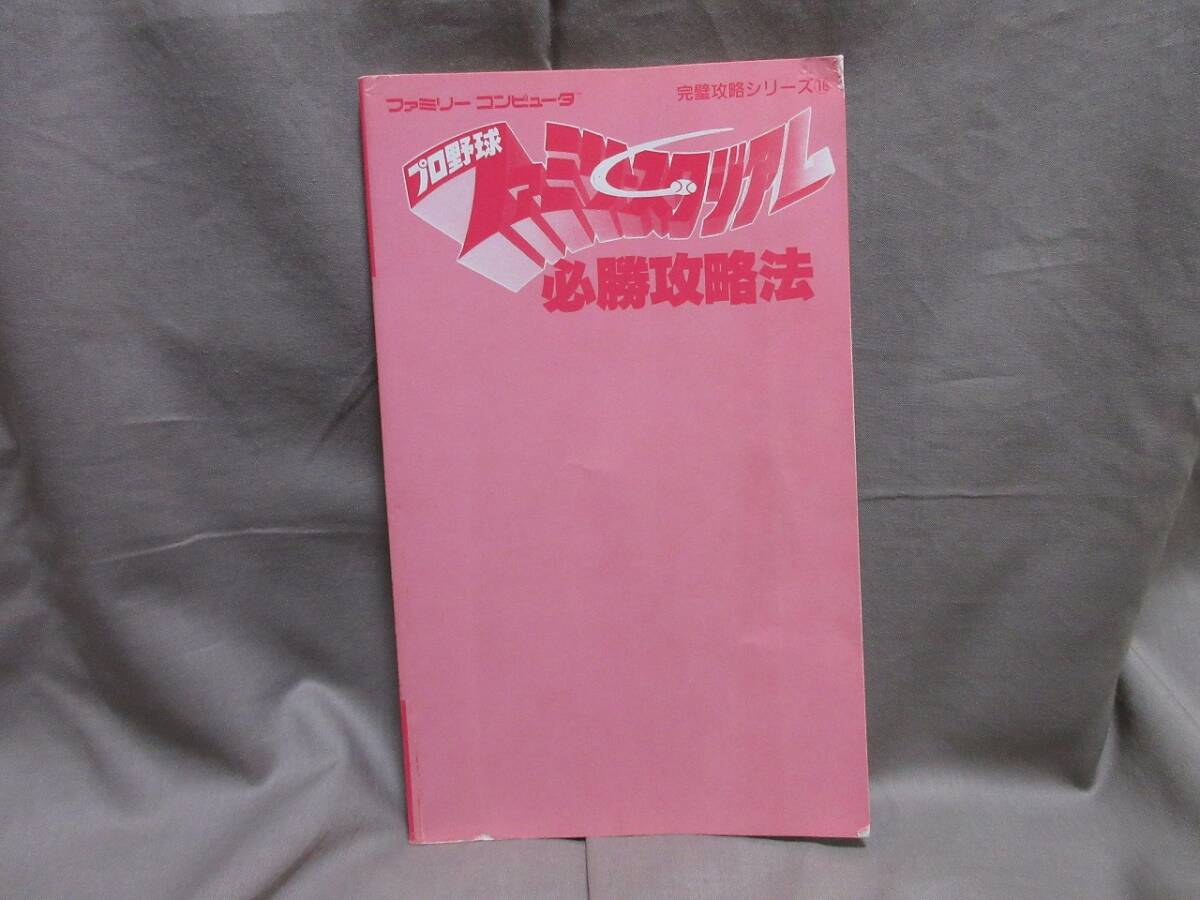 ファミリー コンピュータ™
完璧攻略シリーズ⑯
プロ野球
ファミリースタジアム
必勝攻略法